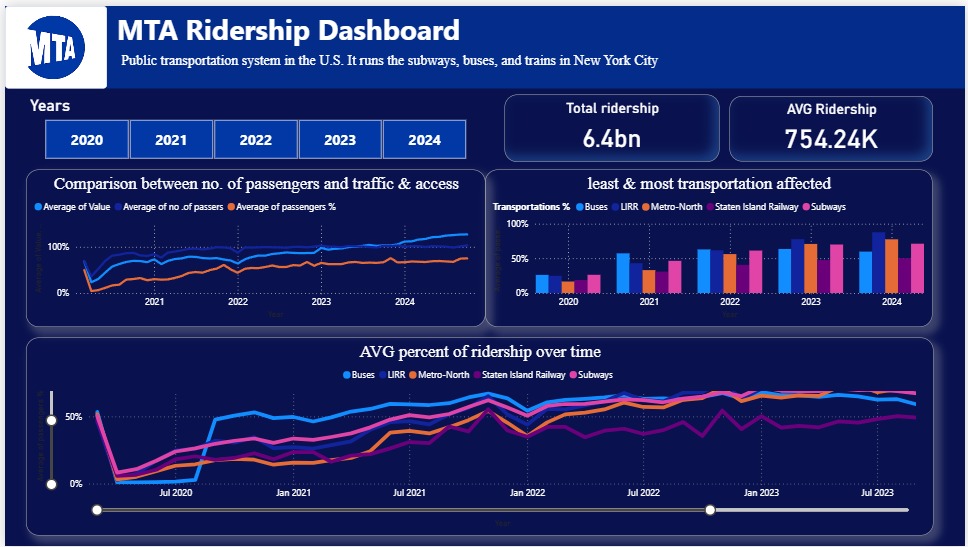 MTA
MTA Ridership Dashboard
Public transportation system in the U.S. It runs the subways, buses, and trains in New York City
Years
2020 2021 2022 2023 2024
Total ridership
6.4bn
AVG Ridership
754.24K
Comparison between no. of passengers and traffic & access
Average of Value Average of no .of passers Average of passengers %
100%
0%
2021 2022 2023 2024
Year
least & most transportation affected
Transportations % Buses LIRR Metro-North Staten Island Railway Subways
100%
50%
0%
2020 2021 2022 2023 2024
Year
AVG percent of ridership over time
Buses LIRR Metro-North Staten Island Railway Subways
50%
0%
Jul 2020 Jan 2021 Jul 2021 Jan 2022 Jul 2022 Jan 2023 Jul 2023
Year